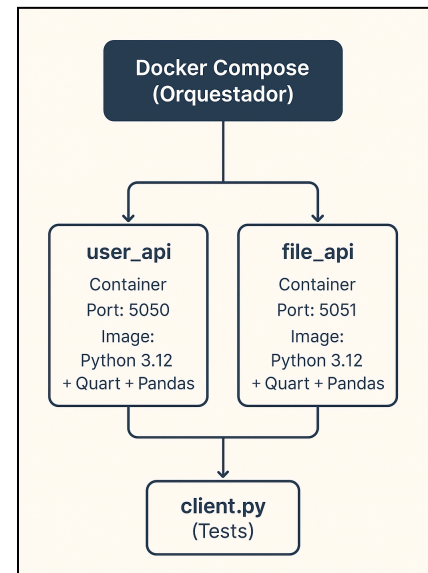 Docker Compose
(Orquestador)
user_api
Container
Port: 5050
Image:
Python 3.12
+ Quart + Pandas
file_api
Container
Port: 5051
Image:
Python 3.12
+ Quart + Pandas
client.py
(Tests)